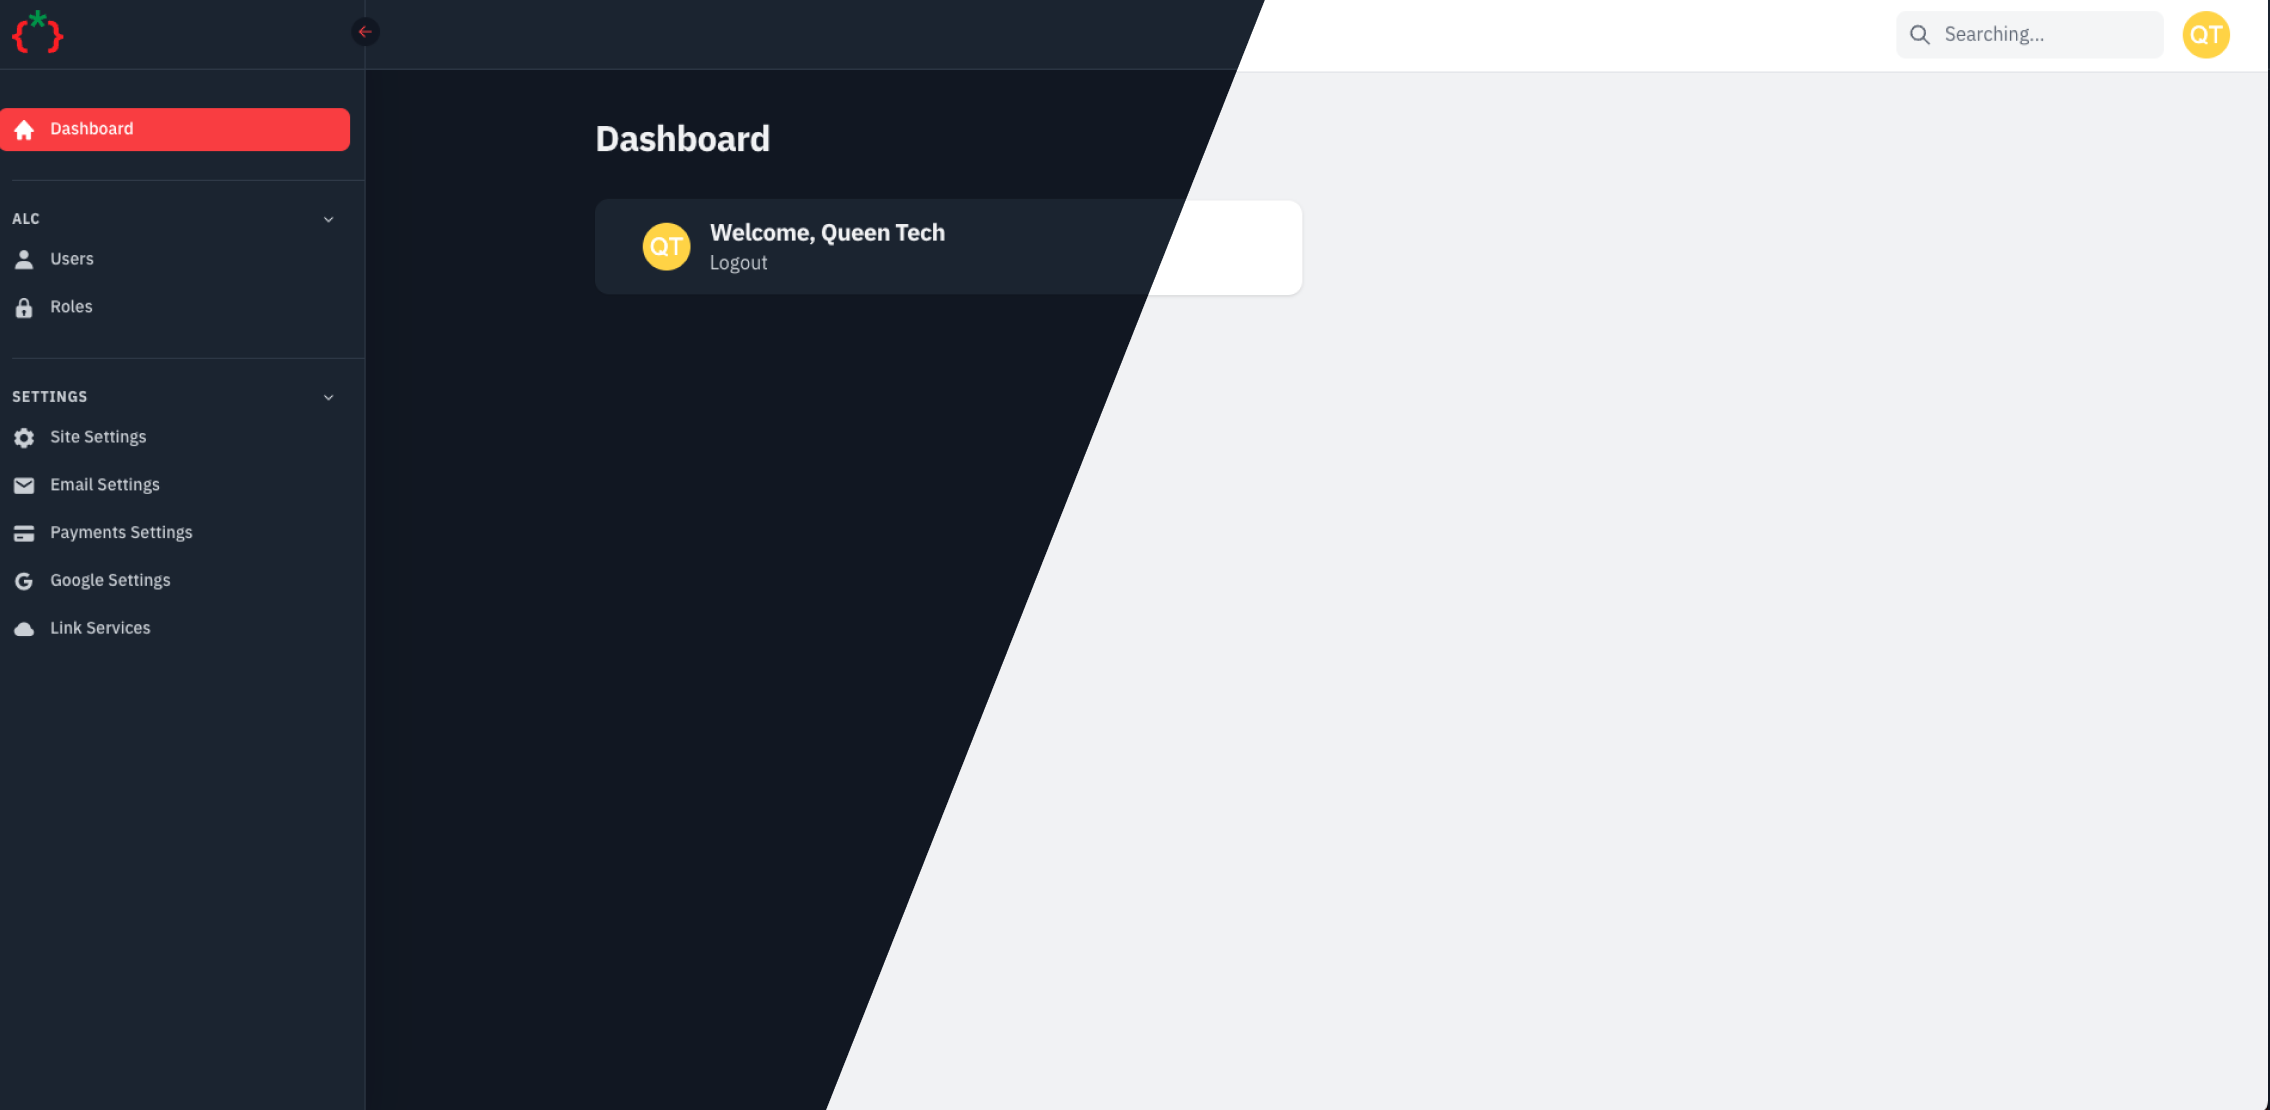 {*}
Searching...
QT
Dashboard
ALC
Users
Roles
SETTINGS
Site Settings
Email Settings
Payments Settings
Google Settings
Link Services
Dashboard
QT
Welcome, Queen Tech
Logout